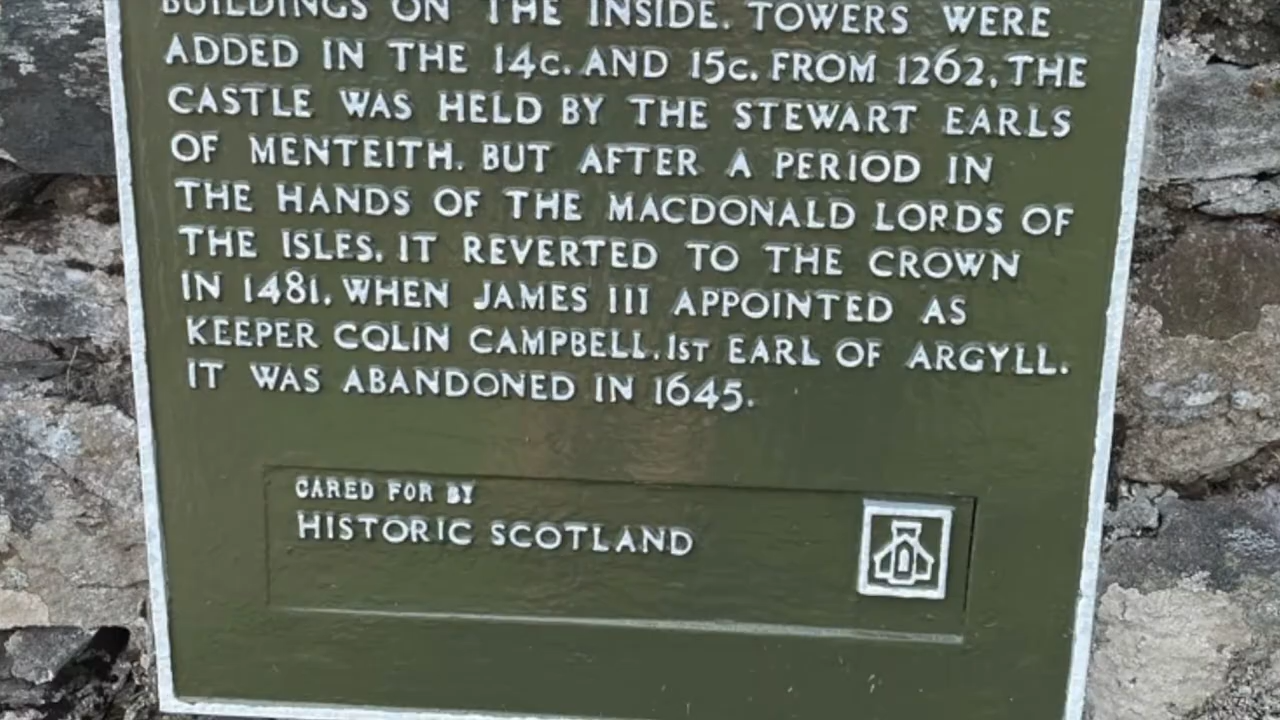 BUILDINGS ON THE INSIDE. TOWERS WERE
ADDED IN THE 14c. AND 15c. FROM 1262, THE
CASTLE WAS HELD BY THE STEWART EARLS
OF MENTEITH. BUT AFTER A PERIOD IN
THE HANDS OF THE MACDONALD LORDS OF
THE ISLES, IT REVERTED TO THE CROWN
IN 1481, WHEN JAMES III APPOINTED AS
KEEPER COLIN CAMPBELL, 1ST EARL OF ARGYLL.
IT WAS ABANDONED IN 1645.
CARED FOR BY
HISTORIC SCOTLAND